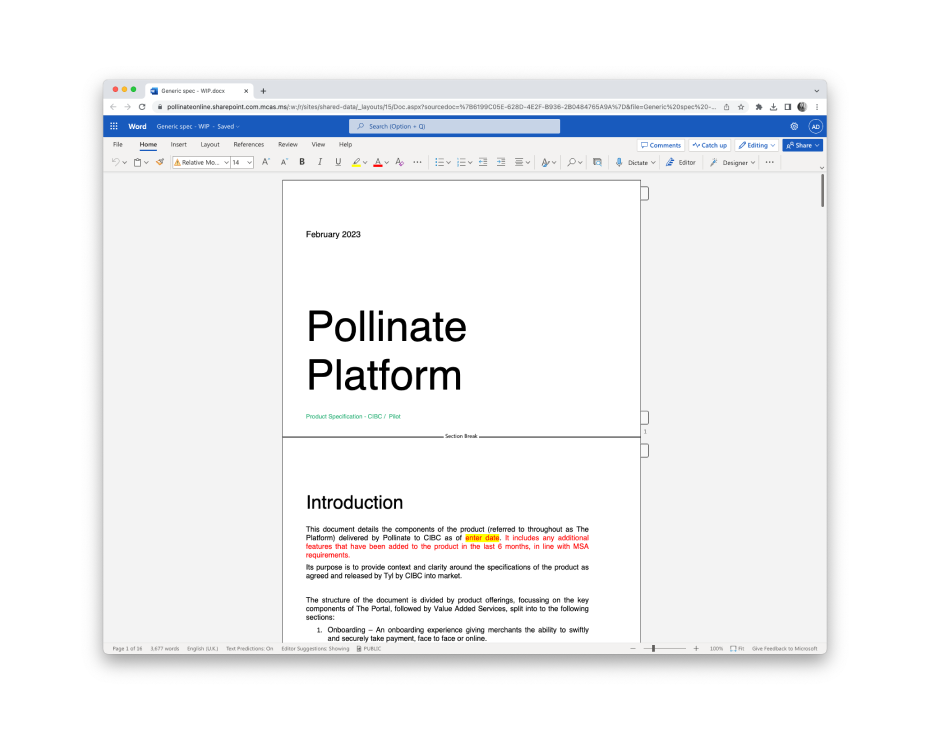 Generic spec - WIP.docx
pollinateonline.sharepoint.com.mcas.ms/:w:/r/sites/shared-data/_layouts/15/Doc.aspx?sourcedoc=%7B6199C05E-628D-4E2F-B936-2B0484765A9A%7D&file=Generic%20spec%20-...
Word Generic spec - WIP - Saved Search (Option + Q) AD
File Home Insert Layout References Review View Help Comments Catch up Editing Share
Relative Mo... 14 A A B I U A A Dictate Editor Designer
February 2023
Pollinate
Platform
Product Specification - CIBC / Pilot
1
Section Break
Introduction
This document details the components of the product (referred to throughout as The
Platform) delivered by Pollinate to CIBC as of enter date. It includes any additional
features that have been added to the product in the last 6 months, in line with MSA
requirements.
Its purpose is to provide context and clarity around the specifications of the product as
agreed and released by Tyl by CIBC into market.
The structure of the document is divided by product offerings, focussing on the key
components of The Portal, followed by Value Added Services, split into to the following
sections:
1. Onboarding – An onboarding experience giving merchants the ability to swiftly
and securely take payment, face to face or online.
Page 1 of 16 3,677 words English (U.K.) Text Predictions: On Editor Suggestions: Showing PUBLIC 100% Fit Give Feedback to Microsoft